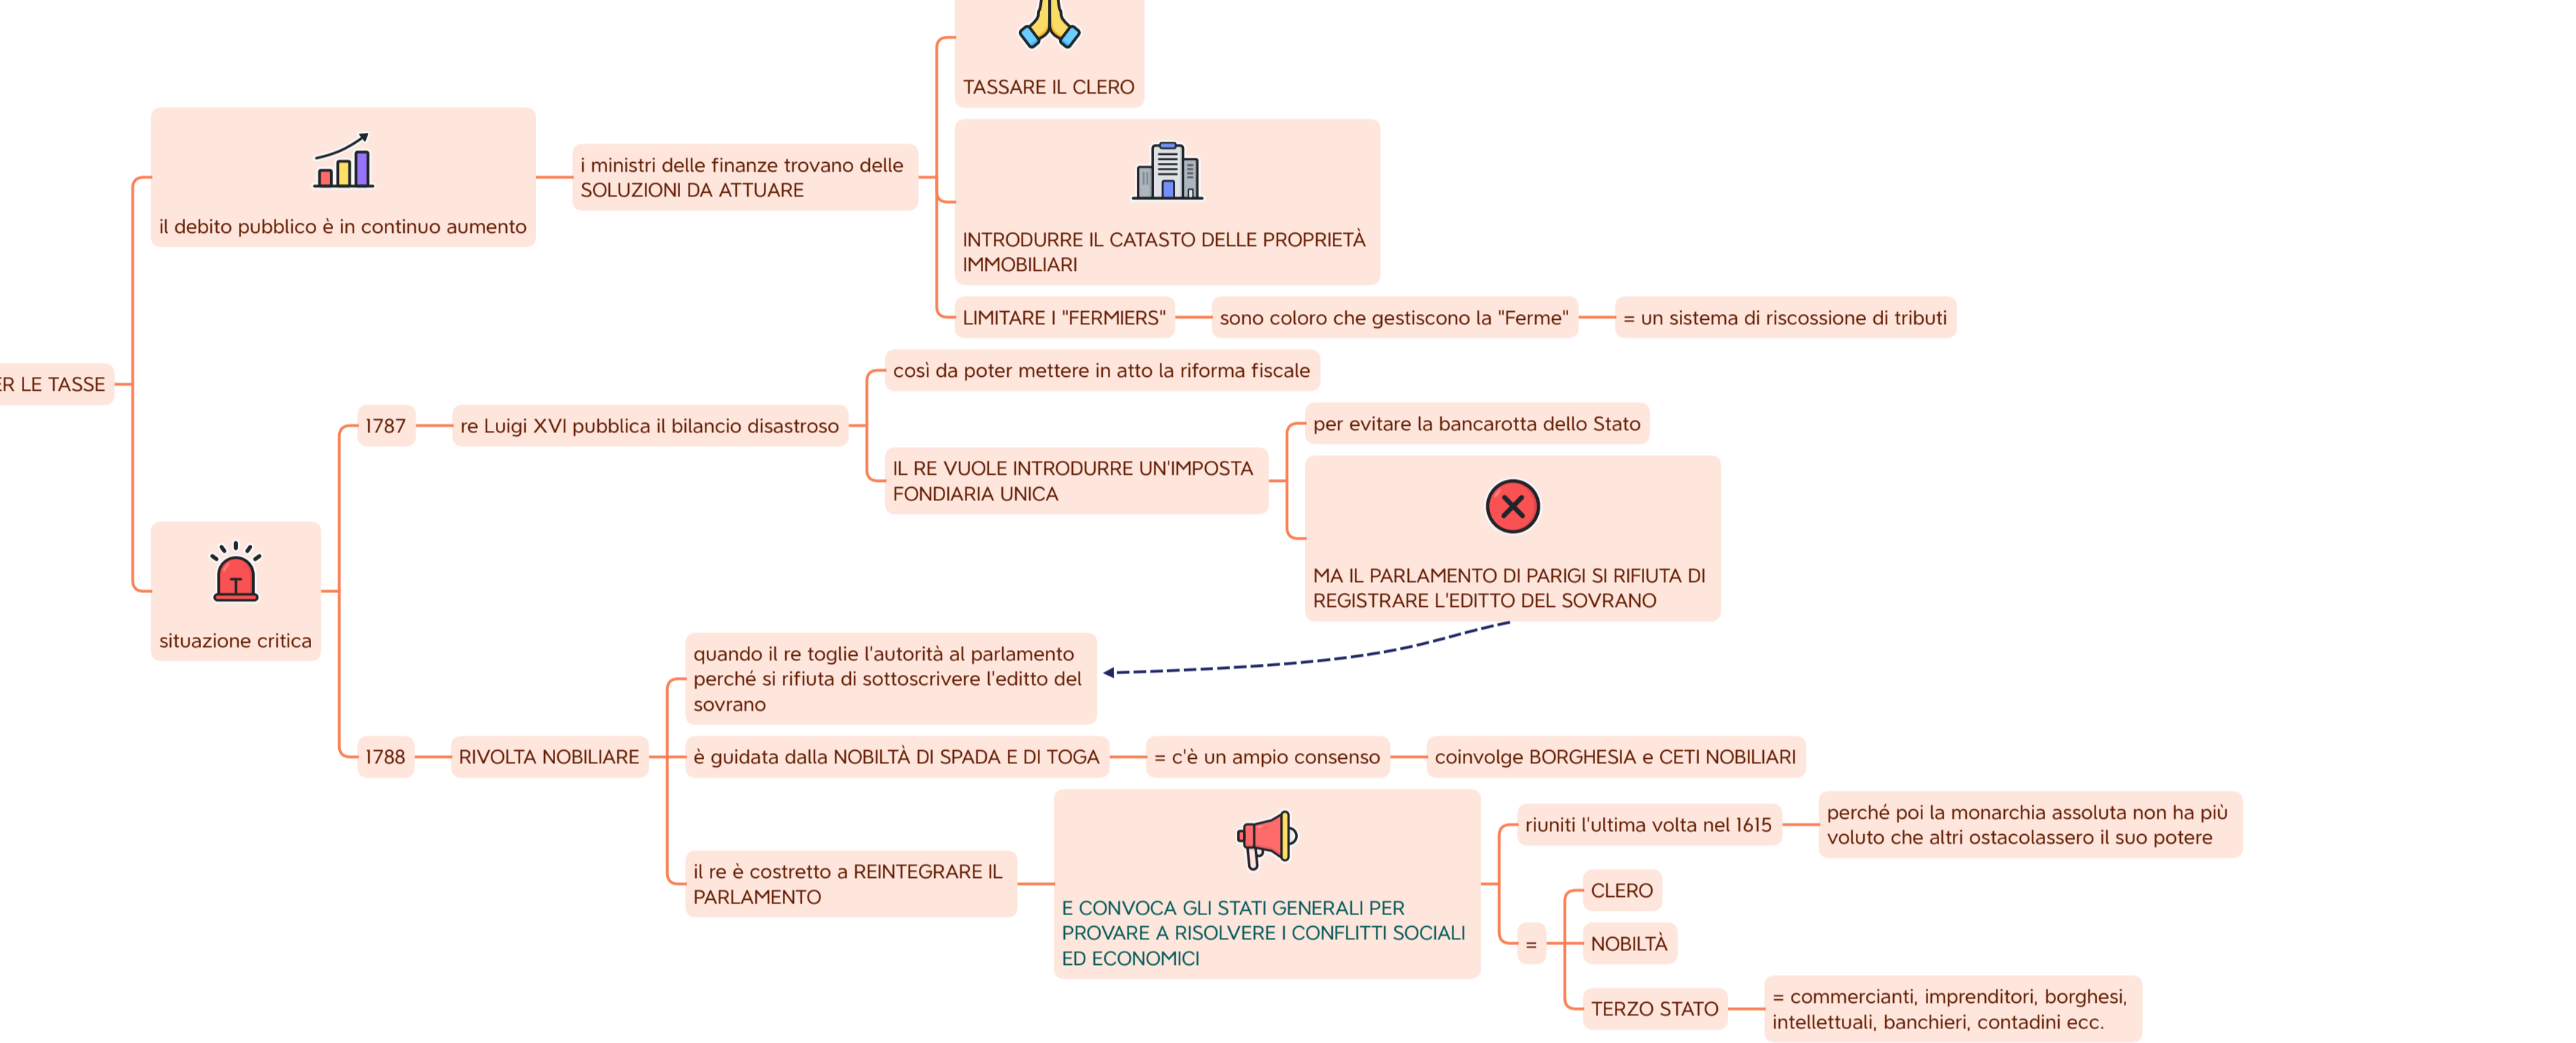 TASSARE IL CLERO
il debito pubblico è in continuo aumento
i ministri delle finanze trovano delle
SOLUZIONI DA ATTUARE
INTRODURRE IL CATASTO DELLE PROPRIETÀ
IMMOBILIARI
LIMITARE I "FERMIERS"
sono coloro che gestiscono la "Ferme"
= un sistema di riscossione di tributi
ER LE TASSE
situazione critica
1787
re Luigi XVI pubblica il bilancio disastroso
così da poter mettere in atto la riforma fiscale
IL RE VUOLE INTRODURRE UN'IMPOSTA
FONDIARIA UNICA
per evitare la bancarotta dello Stato
MA IL PARLAMENTO DI PARIGI SI RIFIUTA DI
REGISTRARE L'EDITTO DEL SOVRANO
1788
RIVOLTA NOBILIARE
quando il re toglie l'autorità al parlamento
perché si rifiuta di sottoscrivere l'editto del
sovrano
è guidata dalla NOBILTÀ DI SPADA E DI TOGA
= c'è un ampio consenso
coinvolge BORGHESIA e CETI NOBILIARI
il re è costretto a REINTEGRARE IL
PARLAMENTO
E CONVOCA GLI STATI GENERALI PER
PROVARE A RISOLVERE I CONFLITTI SOCIALI
ED ECONOMICI
riuniti l'ultima volta nel 1615
perché poi la monarchia assoluta non ha più
voluto che altri ostacolassero il suo potere
=
CLERO
NOBILTÀ
TERZO STATO
= commercianti, imprenditori, borghesi,
intellettuali, banchieri, contadini ecc.